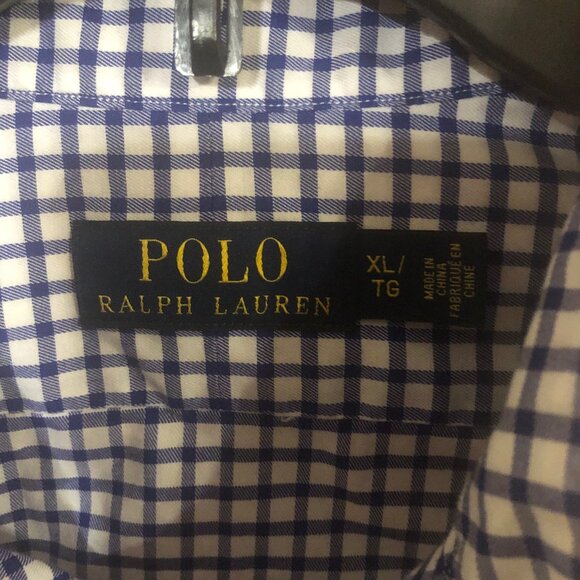 POLO
RALPH LAUREN
XL/
TG
MADE IN
CHINA
FABRIQUÉ EN
CHINE